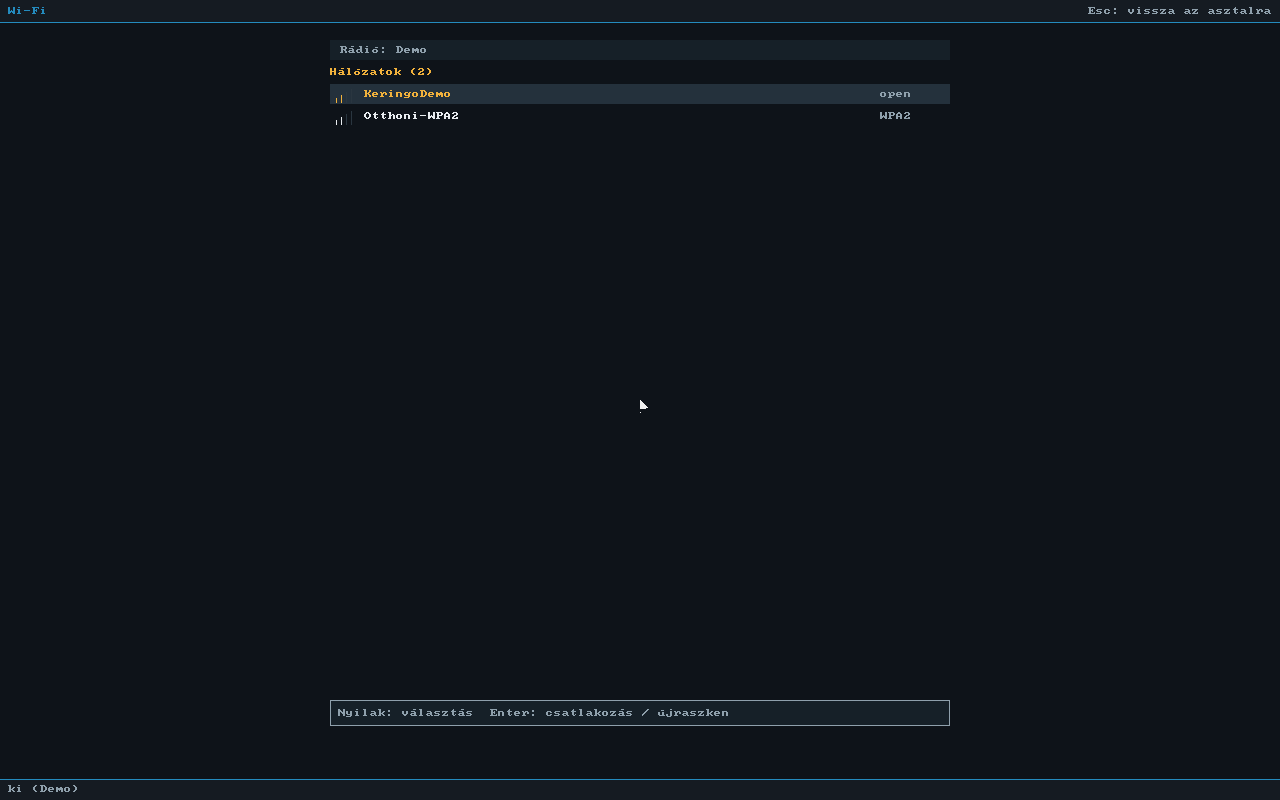 Wi-Fi
Esc: vissza az asztalra
Rádió: Demo
Hálózatok (2)
KeringoDemo open
Otthoni-WPA2 WPA2
Nyilak: választás Enter: csatlakozás / újraszken
ki (Demo)